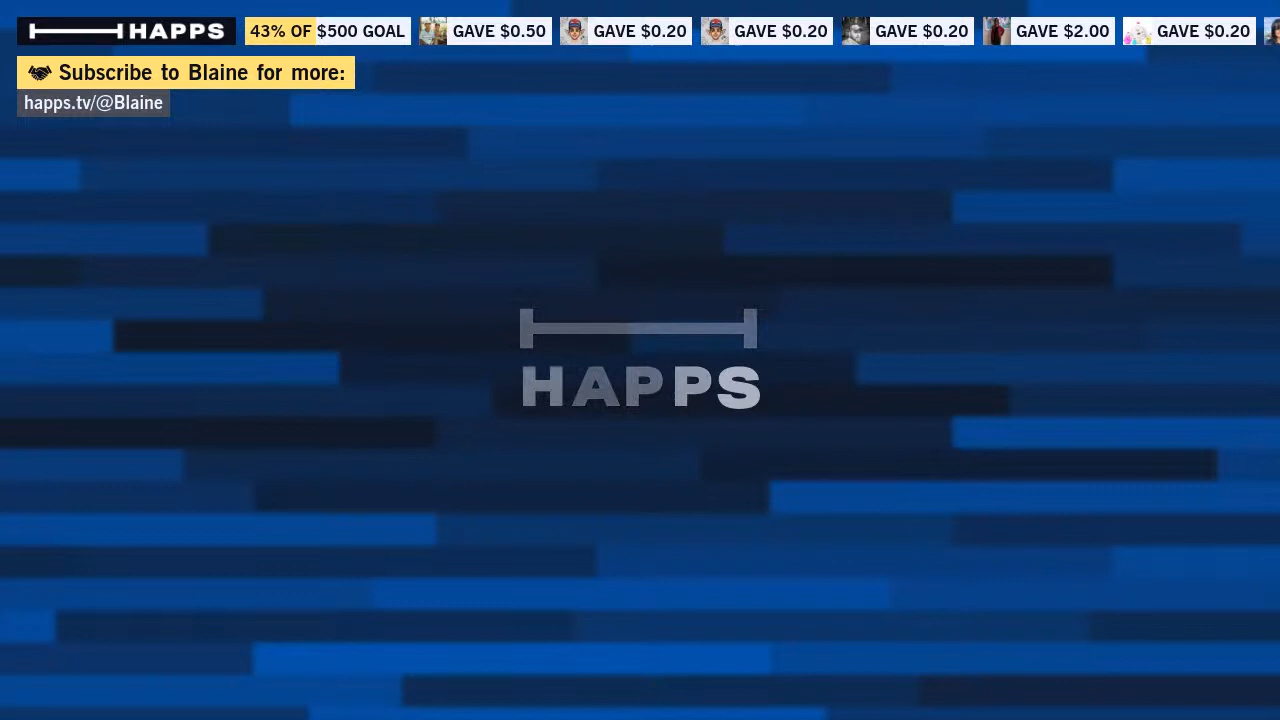 HAPPS 43% OF $500 GOAL GAVE $0.50 GAVE $0.20 GAVE $0.20 GAVE $0.20 GAVE $2.00 GAVE $0.20
Subscribe to Blaine for more:
happs.tv/@Blaine
HAPPS